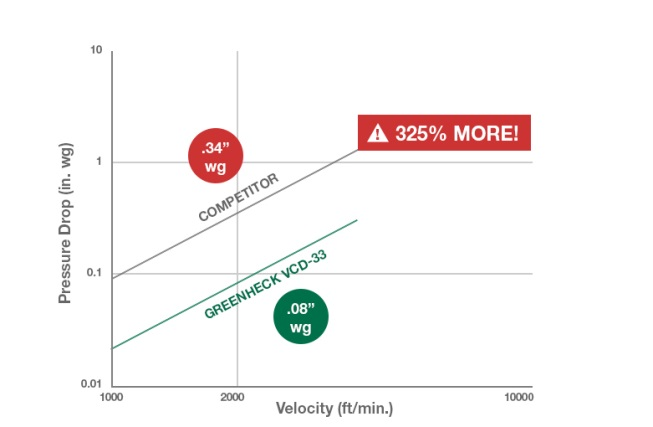 10
1
0.1
0.01
Pressure Drop (in. wg)
.34”
wg
⚠ 325% MORE!
COMPETITOR
GREENHECK VCD-33
.08”
wg
1000
2000
10000
Velocity (ft/min.)